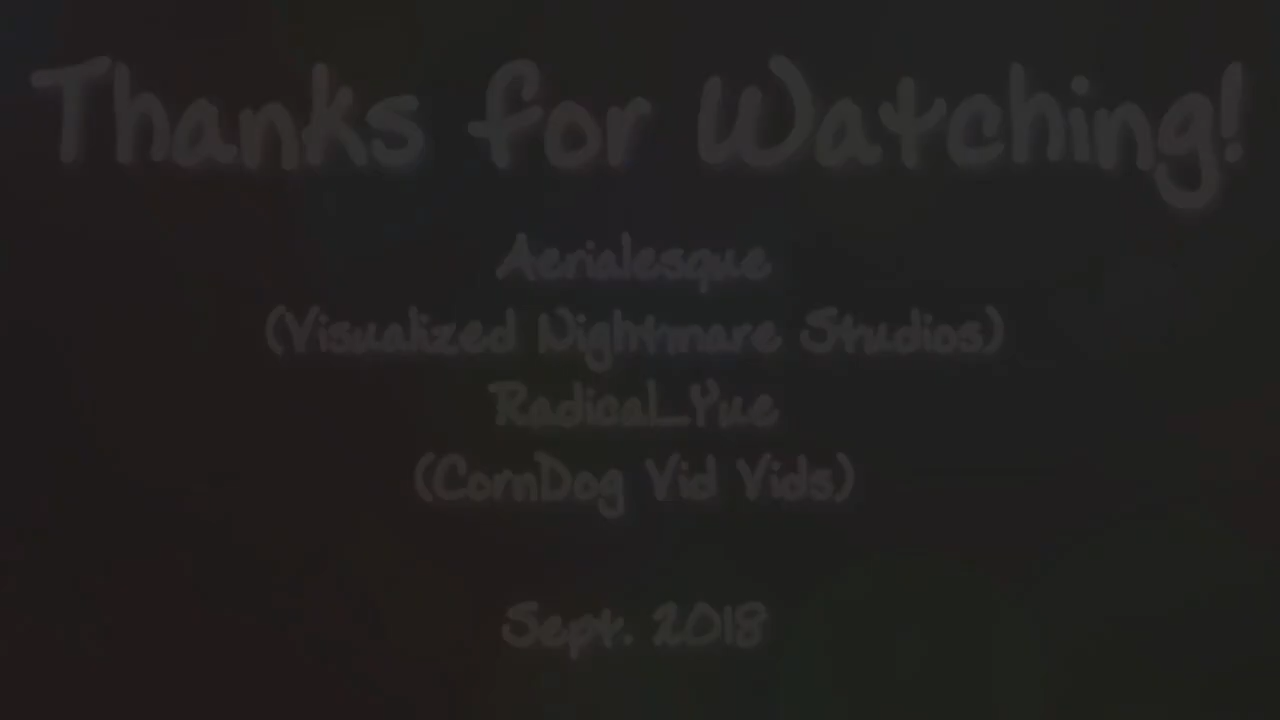 Thanks for Watching!
Aerialesque
(Visualized Nightmare Studios)
Radical_Yue
(CornDog Vid Vids)
Sept. 2018